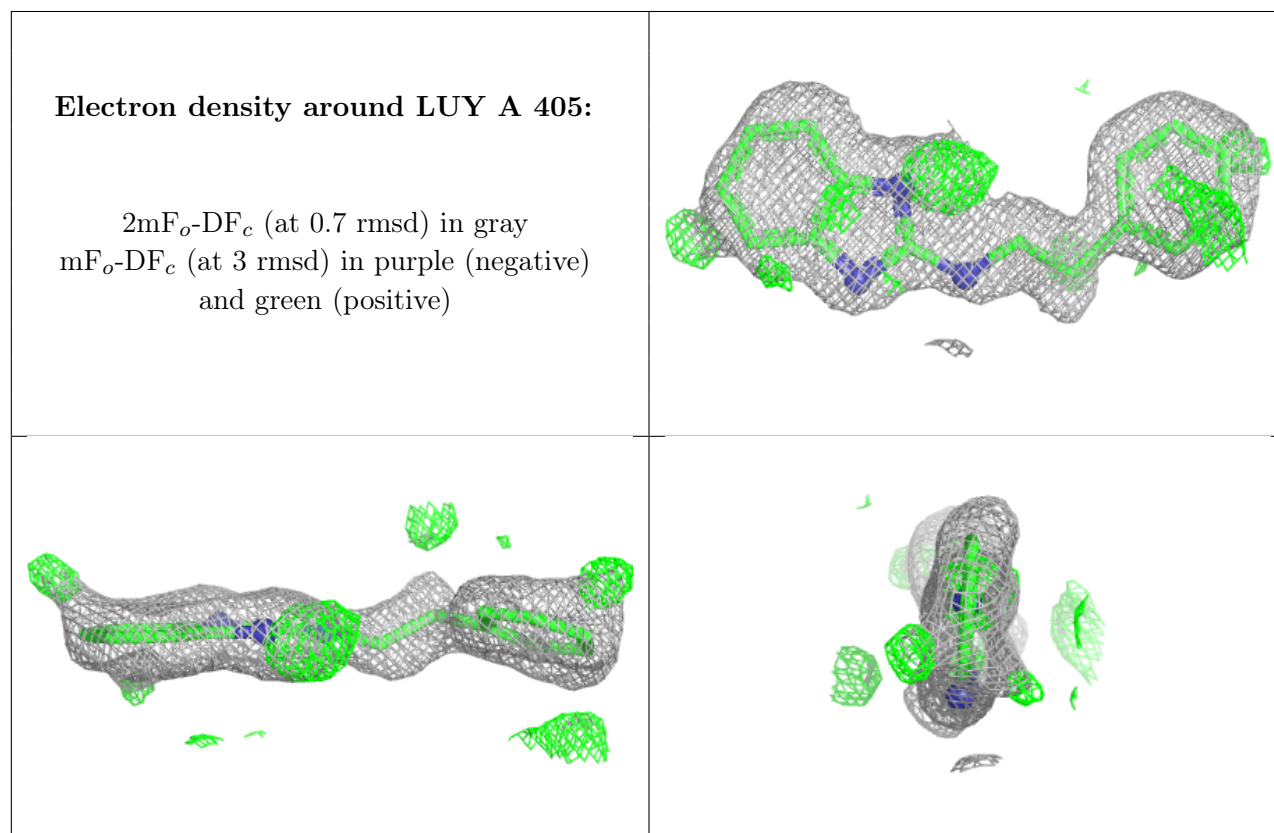 Electron density around LUY A 405:
2mFo-DFc (at 0.7 rmsd) in gray
mFo-DFc (at 3 rmsd) in purple (negative)
and green (positive)